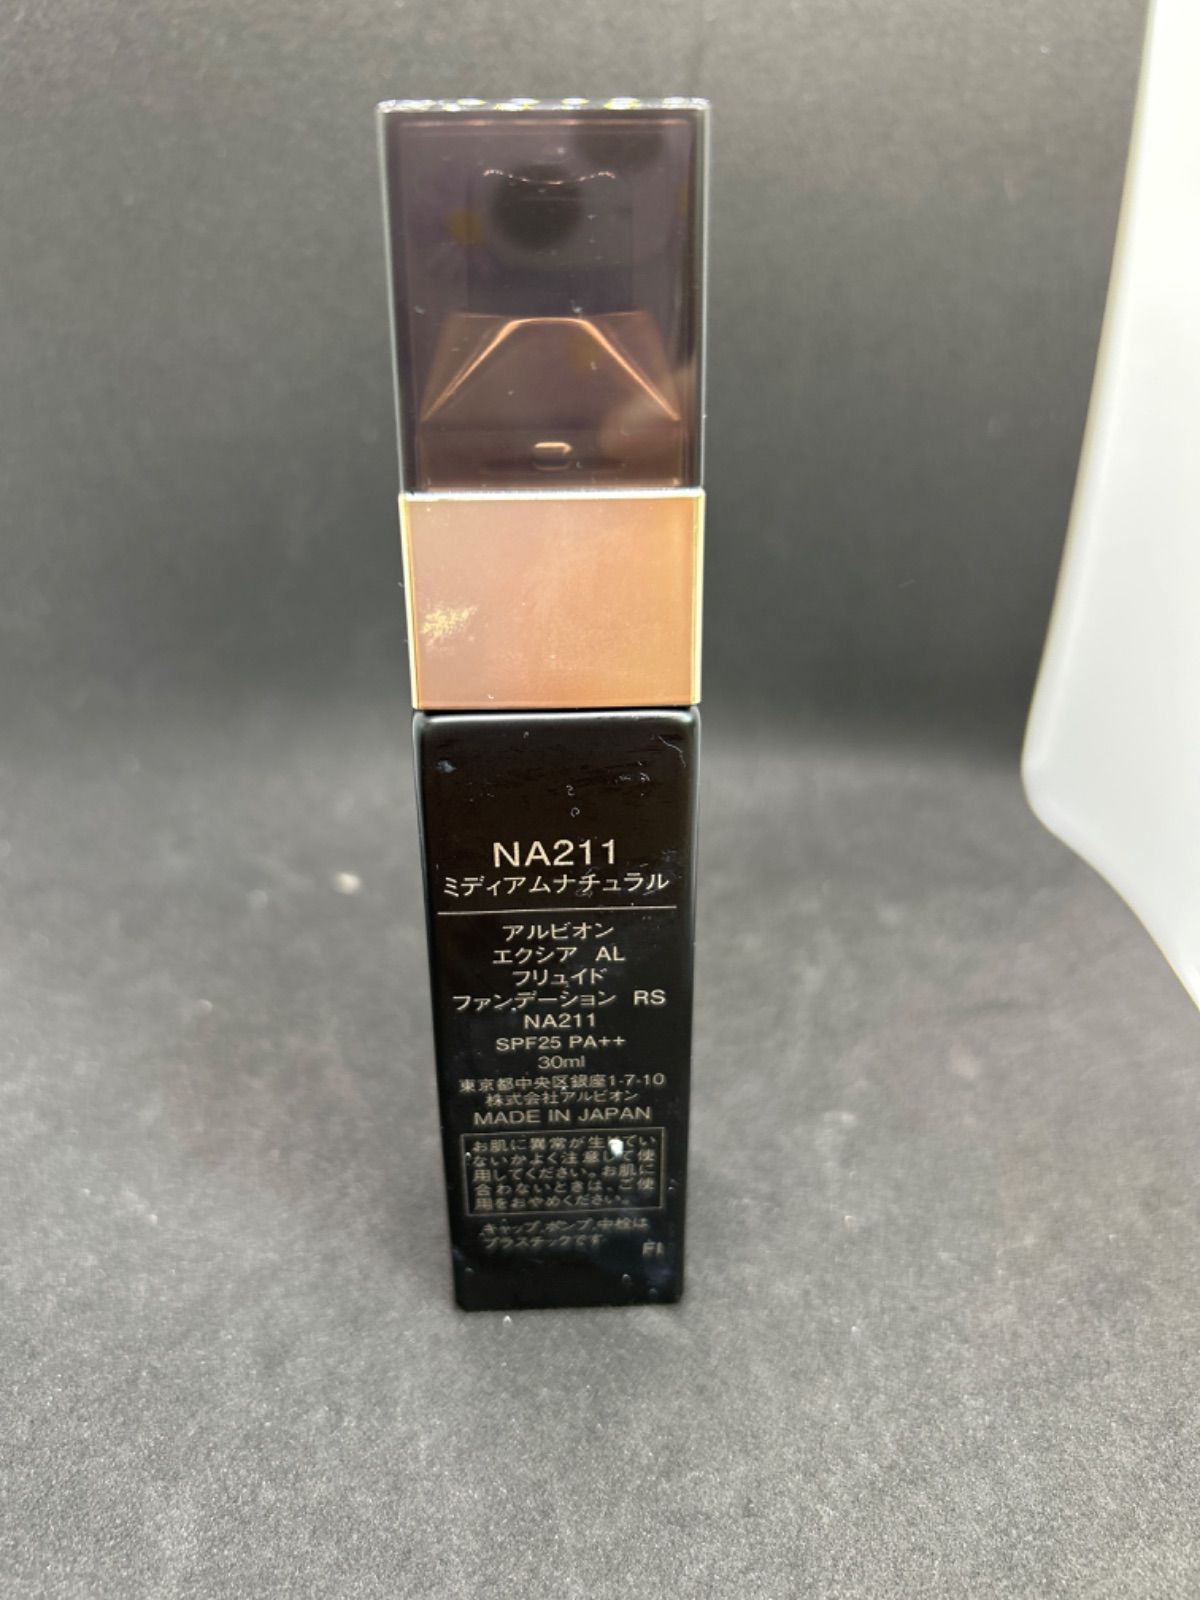 NA211
ミディアムナチュラル
アルビオン
エクシア AL
フリュイド
ファンデーション RS
NA211
SPF25 PA++
30ml
東京都中央区銀座1-7-10
株式会社アルビオン
MADE IN JAPAN
お肌に異常が生じてい
ないかよく注意して使
用してください。お肌に
合わないときは、ご使
用をおやめください。
キャップ,ポンプ,中栓は
プラスチックです